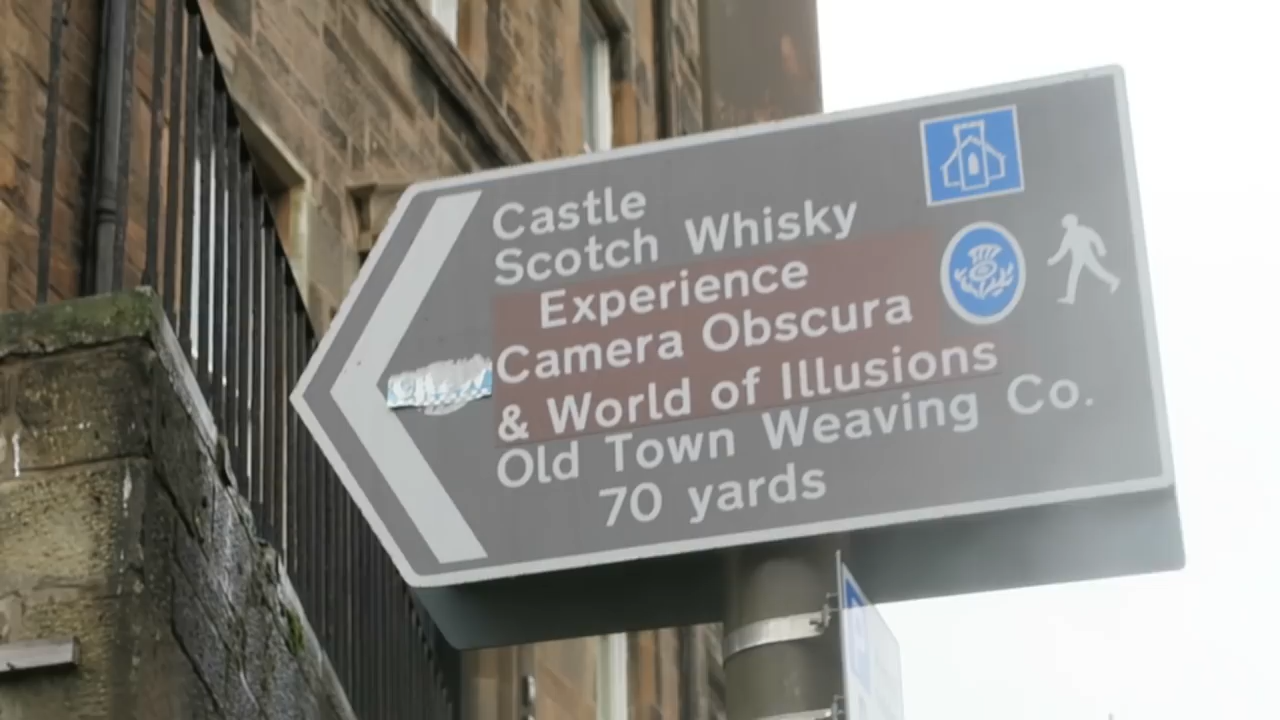 Castle
Scotch Whisky
Experience
Camera Obscura
& World of Illusions
Old Town Weaving Co.
70 yards
P